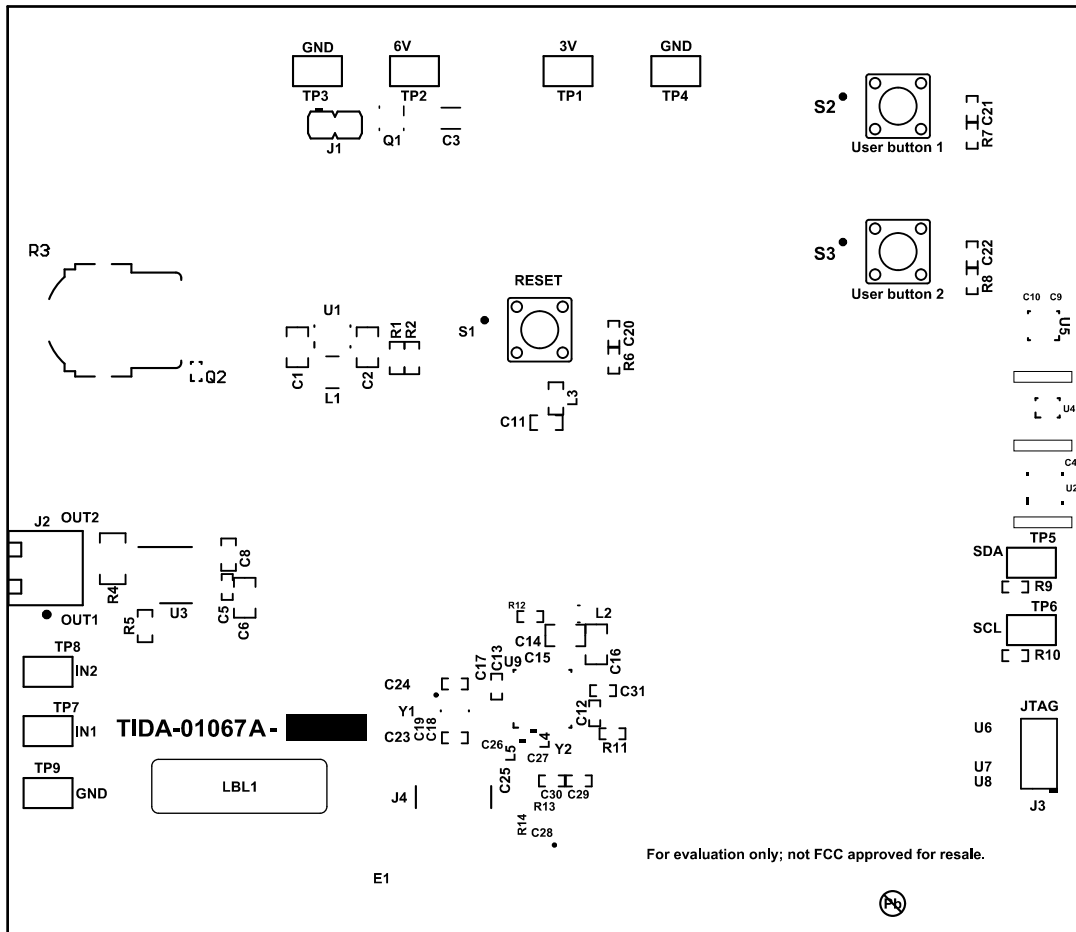 GND
6V
3V
GND
TP3
TP2
TP1
TP4
J1
Q1
C3
S2
User button 1
C21
R7
R3
S3
User button 2
C22
R8
RESET
S1
U1
R1
R2
C1
C2
L1
Q2
C20
R6
L3
C11
C10
C9
U5
U4
C4
U2
J2
OUT2
R4
C8
C5
C6
U3
R5
OUT1
TP5
SDA
R9
TP6
SCL
R10
TP8
IN2
TP7
IN1
TP9
GND
TIDA-01067A-
LBL1
R12
L2
C14
C15
C16
C17
C13
U9
C24
Y1
C19
C18
C23
C31
C12
R11
C26
L5
C27
L4
Y2
C25
J4
C30
C29
R13
R14
C28
E1
JTAG
U6
U7
U8
J3
For evaluation only; not FCC approved for resale.
Pb